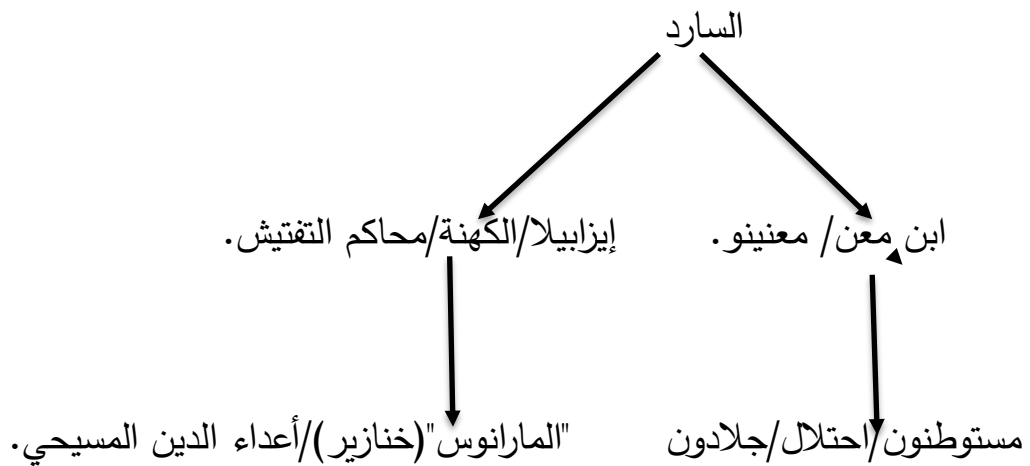 السارد
ابن معن/ معنينو. إيزابيلا/الكهنة/محاكم التفتيش.
مستوطنون/احتلال/جلادون "المارانوس"(خنازير)/أعداء الدين المسيحي.